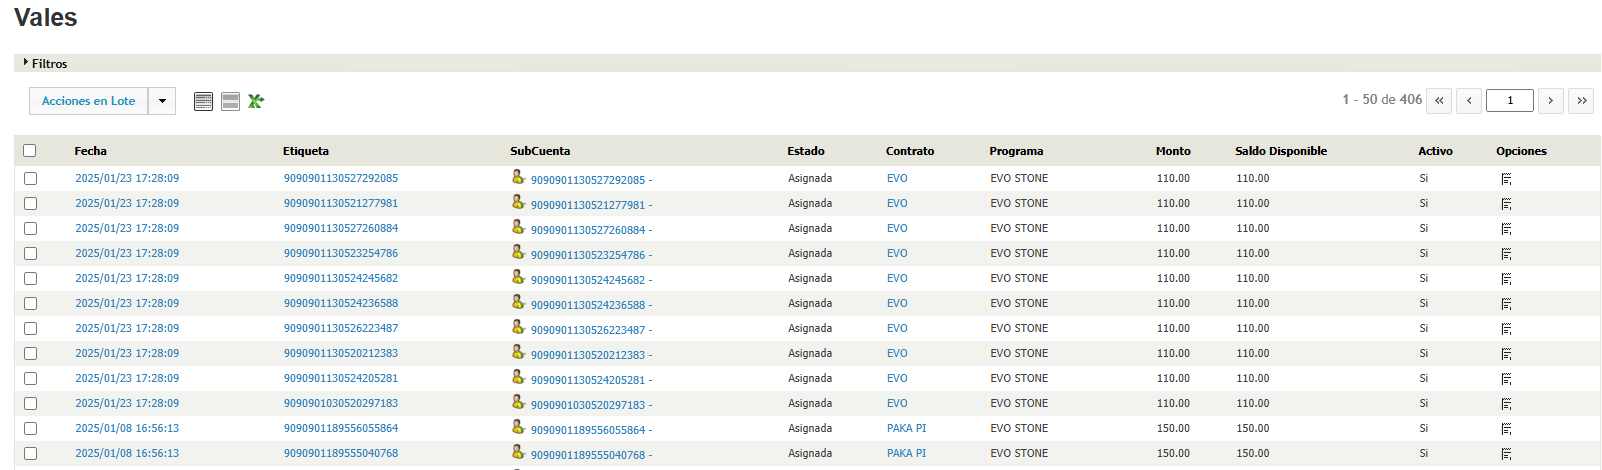 Vales
Filtros
Acciones en Lote
1 - 50 de 406 « ‹ 1 › »
Fecha Etiqueta SubCuenta Estado Contrato Programa Monto Saldo Disponible Activo Opciones
2025/01/23 17:28:09 9090901130527292085 9090901130527292085 - Asignada EVO EVO STONE 110.00 110.00 Si
2025/01/23 17:28:09 9090901130521277981 9090901130521277981 - Asignada EVO EVO STONE 110.00 110.00 Si
2025/01/23 17:28:09 9090901130527260884 9090901130527260884 - Asignada EVO EVO STONE 110.00 110.00 Si
2025/01/23 17:28:09 9090901130523254786 9090901130523254786 - Asignada EVO EVO STONE 110.00 110.00 Si
2025/01/23 17:28:09 9090901130524245682 9090901130524245682 - Asignada EVO EVO STONE 110.00 110.00 Si
2025/01/23 17:28:09 9090901130524236588 9090901130524236588 - Asignada EVO EVO STONE 110.00 110.00 Si
2025/01/23 17:28:09 9090901130526223487 9090901130526223487 - Asignada EVO EVO STONE 110.00 110.00 Si
2025/01/23 17:28:09 9090901130520212383 9090901130520212383 - Asignada EVO EVO STONE 110.00 110.00 Si
2025/01/23 17:28:09 9090901130524205281 9090901130524205281 - Asignada EVO EVO STONE 110.00 110.00 Si
2025/01/23 17:28:09 9090901030520297183 9090901030520297183 - Asignada EVO EVO STONE 110.00 110.00 Si
2025/01/08 16:56:13 9090901189556055864 9090901189556055864 - Asignada PAKA PI EVO STONE 150.00 150.00 Si
2025/01/08 16:56:13 9090901189555040768 9090901189555040768 - Asignada PAKA PI EVO STONE 150.00 150.00 Si